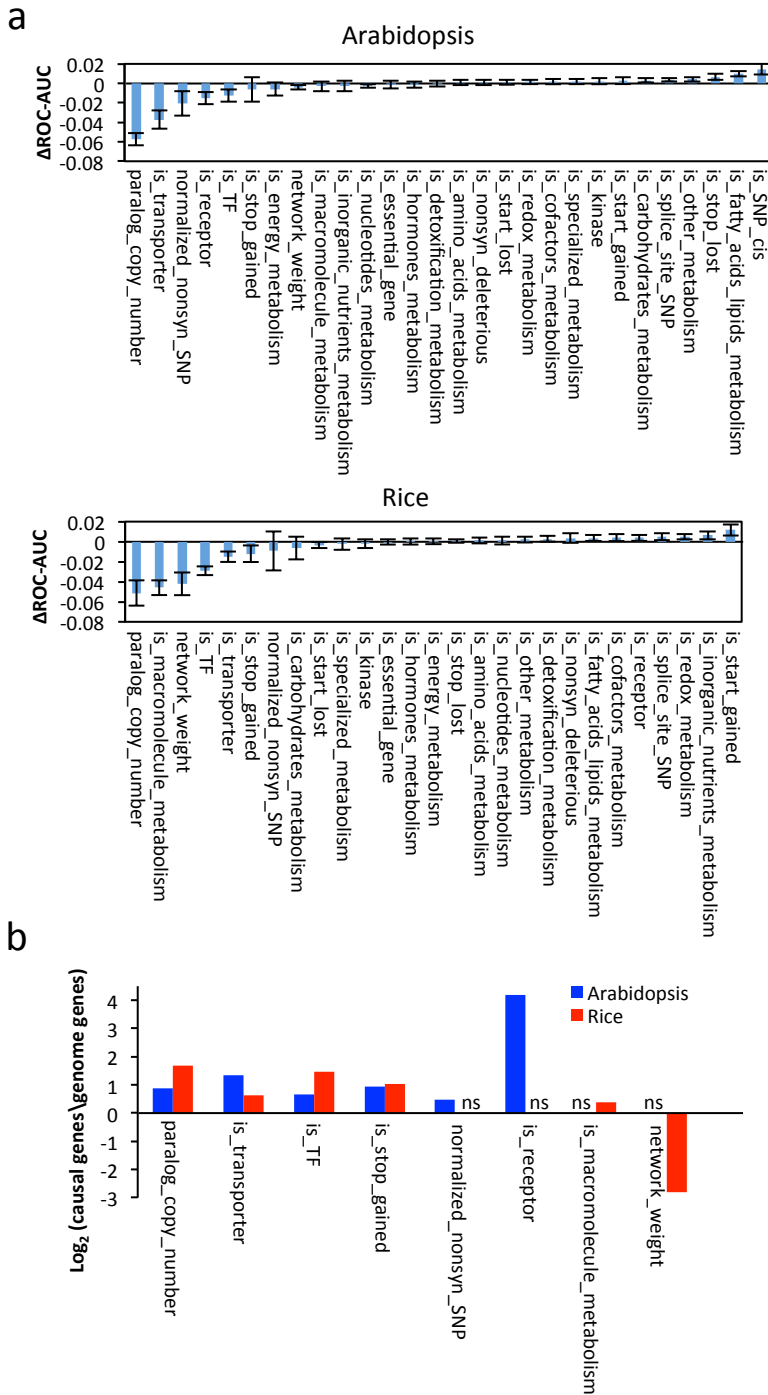 a
Arabidopsis
ΔROC-AUC
0.02
0
-0.02
-0.04
-0.06
-0.08
paralog_copy_number
is_transporter
normalized_nonsyn_SNP
is_receptor
is_TF
is_stop_gained
is_energy_metabolism
network_weight
is_macromolecule_metabolism
is_inorganic_nutrients_metabolism
is_nucleotides_metabolism
is_essential_gene
is_hormones_metabolism
is_detoxification_metabolism
is_amino_acids_metabolism
is_nonsyn_deleterious
is_start_lost
is_redox_metabolism
is_cofactors_metabolism
is_specialized_metabolism
is_kinase
is_start_gained
is_carbohydrates_metabolism
is_splice_site_SNP
is_other_metabolism
is_stop_lost
is_fatty_acids_lipids_metabolism
is_SNP_cis
Rice
ΔROC-AUC
0.02
0
-0.02
-0.04
-0.06
-0.08
paralog_copy_number
is_macromolecule_metabolism
network_weight
is_TF
is_transporter
is_stop_gained
normalized_nonsyn_SNP
is_carbohydrates_metabolism
is_start_lost
is_specialized_metabolism
is_kinase
is_essential_gene
is_hormones_metabolism
is_energy_metabolism
is_stop_lost
is_amino_acids_metabolism
is_nucleotides_metabolism
is_other_metabolism
is_detoxification_metabolism
is_nonsyn_deleterious
is_fatty_acids_lipids_metabolism
is_cofactors_metabolism
is_receptor
is_splice_site_SNP
is_redox_metabolism
is_inorganic_nutrients_metabolism
is_start_gained
b
Log2 (causal genes\genome genes)
4
3
2
1
0
-1
-2
-3
Arabidopsis
Rice
ns
ns
ns
ns
paralog_copy_number
is_transporter
is_TF
is_stop_gained
normalized_nonsyn_SNP
is_receptor
is_macromolecule_metabolism
network_weight